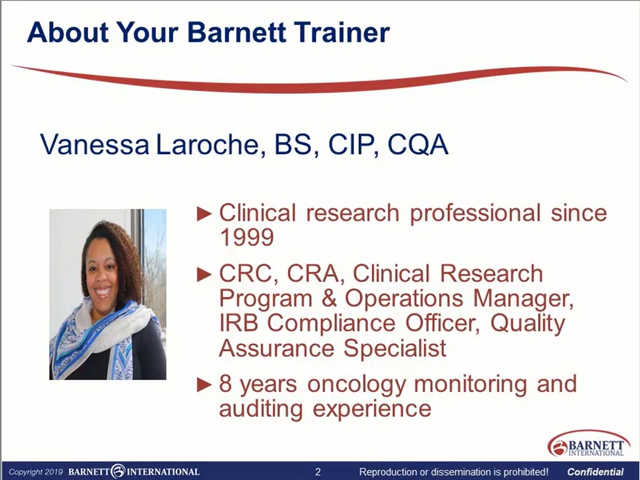 About Your Barnett Trainer
Vanessa Laroche, BS, CIP, CQA
► Clinical research professional since
1999
► CRC, CRA, Clinical Research
Program & Operations Manager,
IRB Compliance Officer, Quality
Assurance Specialist
► 8 years oncology monitoring and
auditing experience
BARNETT
INTERNATIONAL
Copyright 2019 BARNETT INTERNATIONAL 2 Reproduction or dissemination is prohibited! Confidential